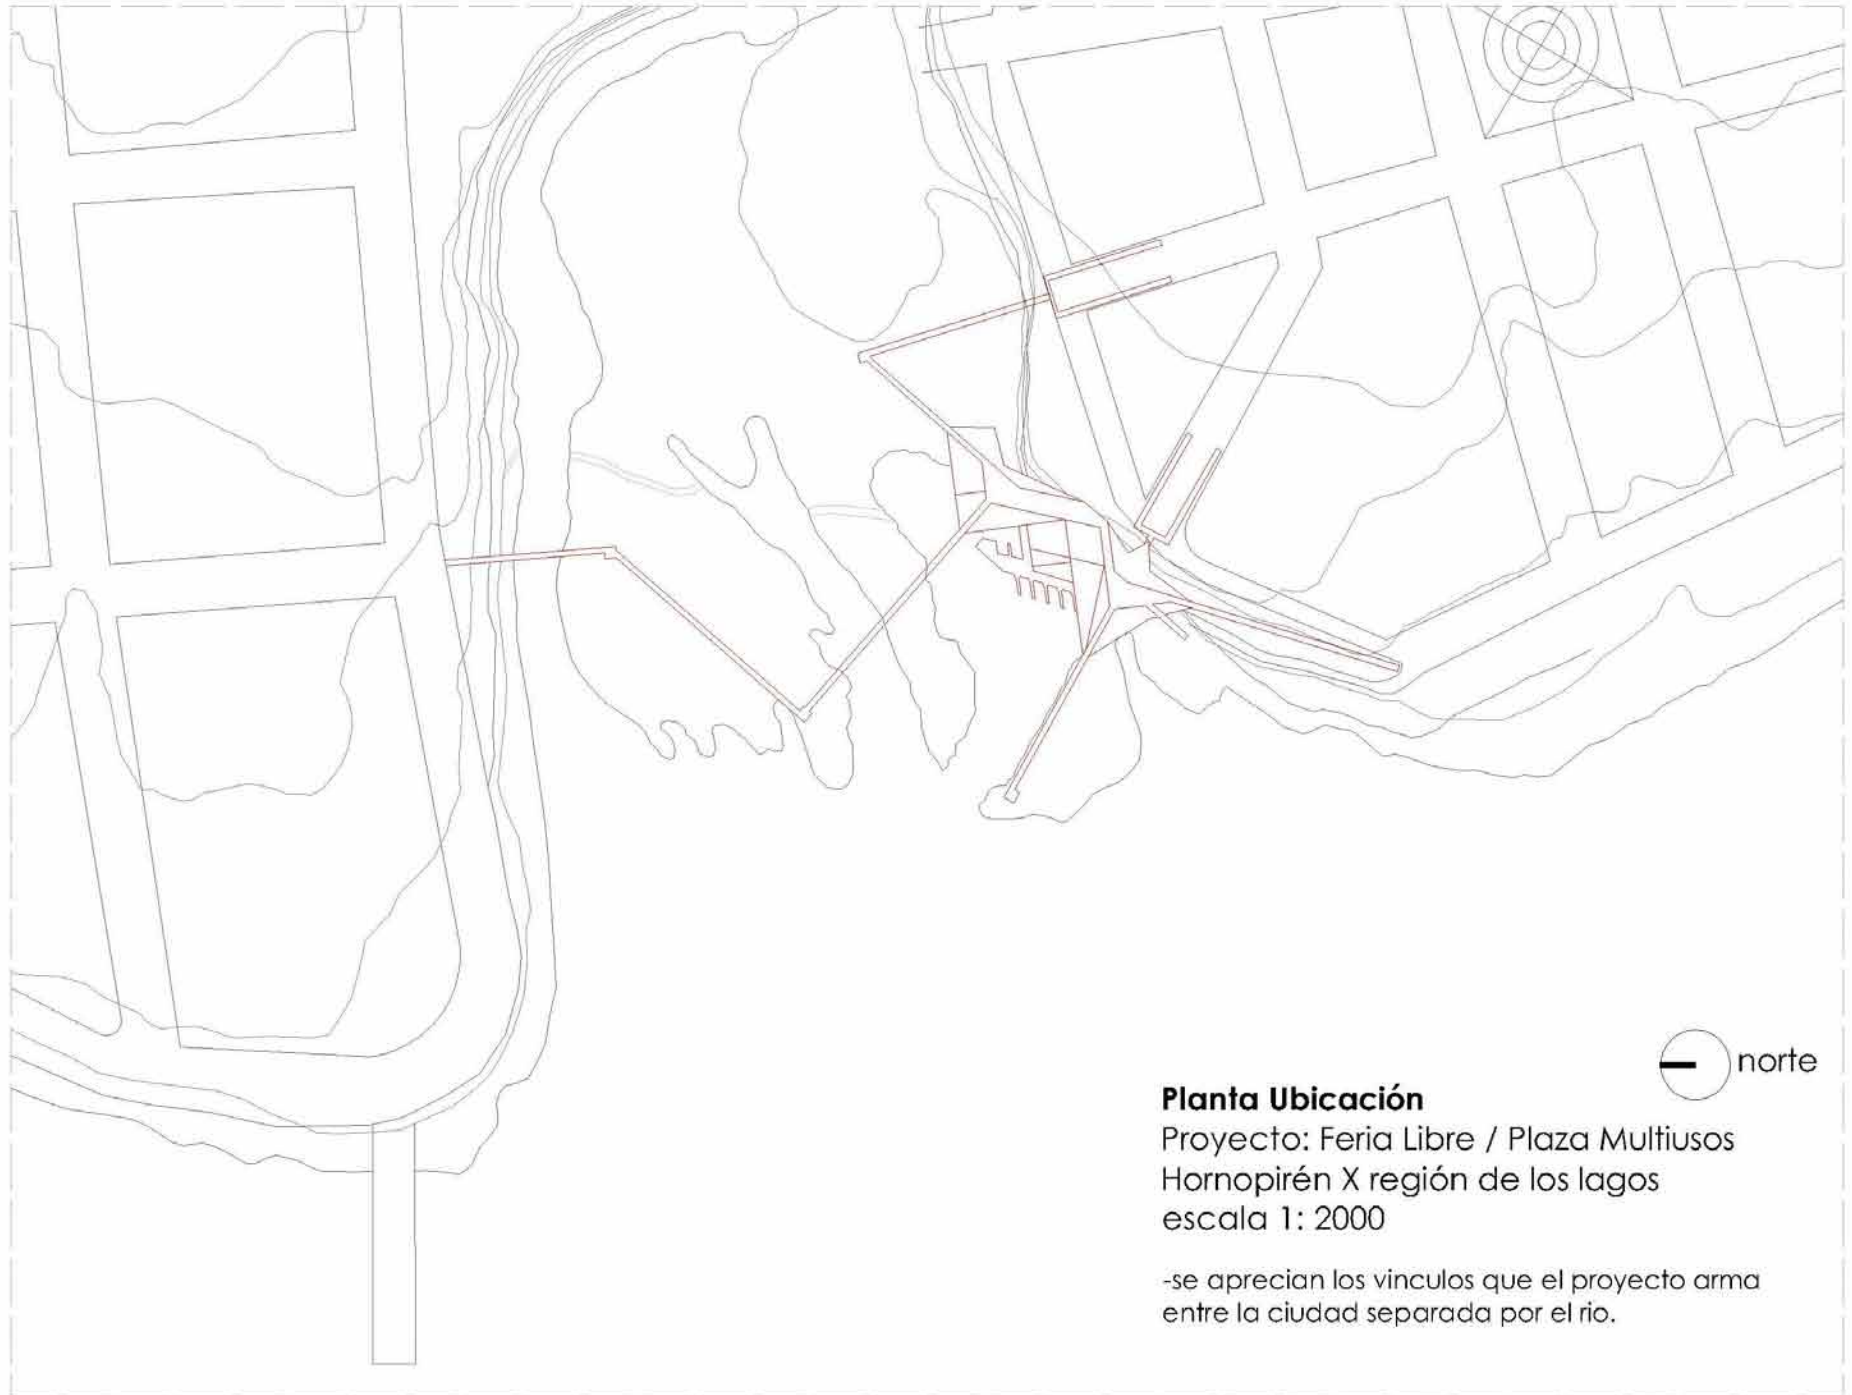 norte
Planta Ubicación
Proyecto: Feria Libre / Plaza Multiusos
Hornopirén X región de los lagos
escala 1: 2000
-se aprecian los vinculos que el proyecto arma
entre la ciudad separada por el rio.